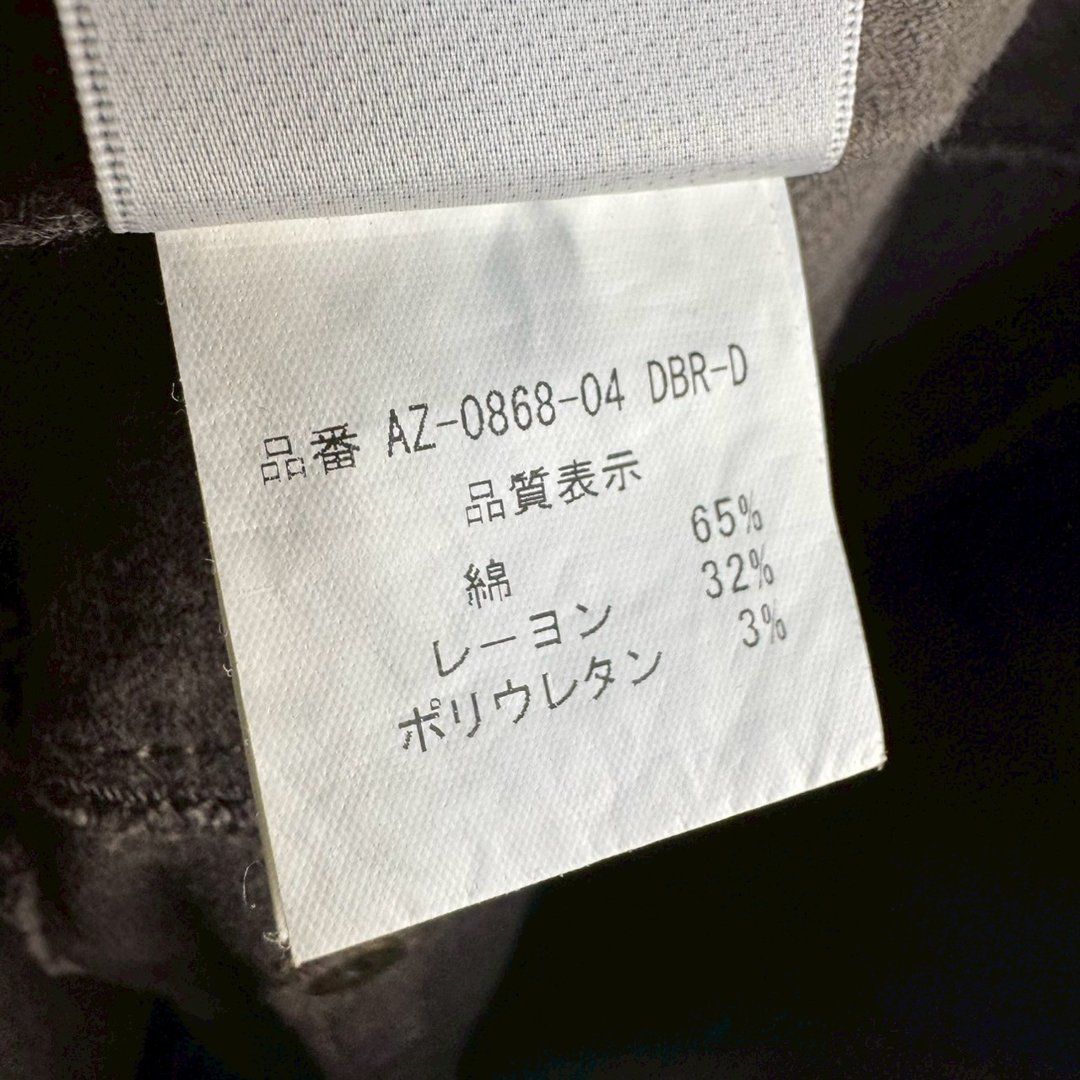 品番 AZ-0868-04 DBR-D
品質表示
綿 65%
レーヨン 32%
ポリウレタン 3%